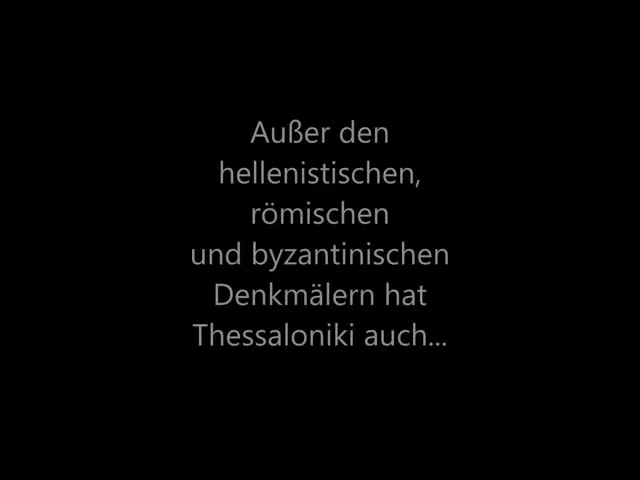 Außer den
hellenistischen,
römischen
und byzantinischen
Denkmälern hat
Thessaloniki auch...